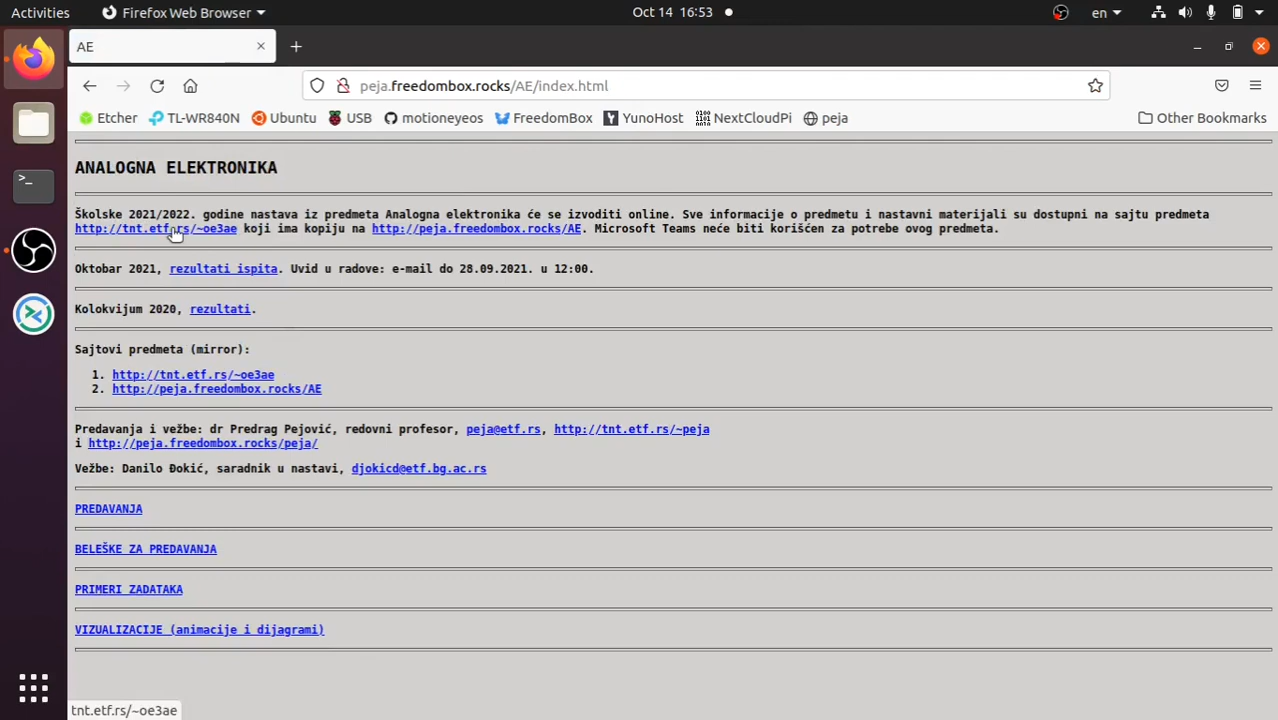 Activities
Firefox Web Browser
Oct 14 16:53
en
AE
peja.freedombox.rocks/AE/index.html
Etcher
TL-WR840N
Ubuntu
USB
motioneyeos
FreedomBox
YunoHost
NextCloudPi
peja
Other Bookmarks
ANALOGNA ELEKTRONIKA
Školske 2021/2022. godine nastava iz predmeta Analogna elektronika će se izvoditi online. Sve informacije o predmetu i nastavni materijali su dostupni na sajtu predmeta
http://tnt.etf.rs/~oe3ae koji ima kopiju na http://peja.freedombox.rocks/AE. Microsoft Teams neće biti korišćen za potrebe ovog predmeta.
Oktobar 2021, rezultati ispita. Uvid u radove: e-mail do 28.09.2021. u 12:00.
Kolokvijum 2020, rezultati.
Sajtovi predmeta (mirror):
1. http://tnt.etf.rs/~oe3ae
2. http://peja.freedombox.rocks/AE
Predavanja i vežbe: dr Predrag Pejović, redovni profesor, peja@etf.rs, http://tnt.etf.rs/~peja
i http://peja.freedombox.rocks/peja/
Vežbe: Danilo Đokić, saradnik u nastavi, djokicd@etf.bg.ac.rs
PREDAVANJA
BELEŠKE ZA PREDAVANJA
PRIMERI ZADATAKA
VIZUALIZACIJE (animacije i dijagrami)
tnt.etf.rs/~oe3ae